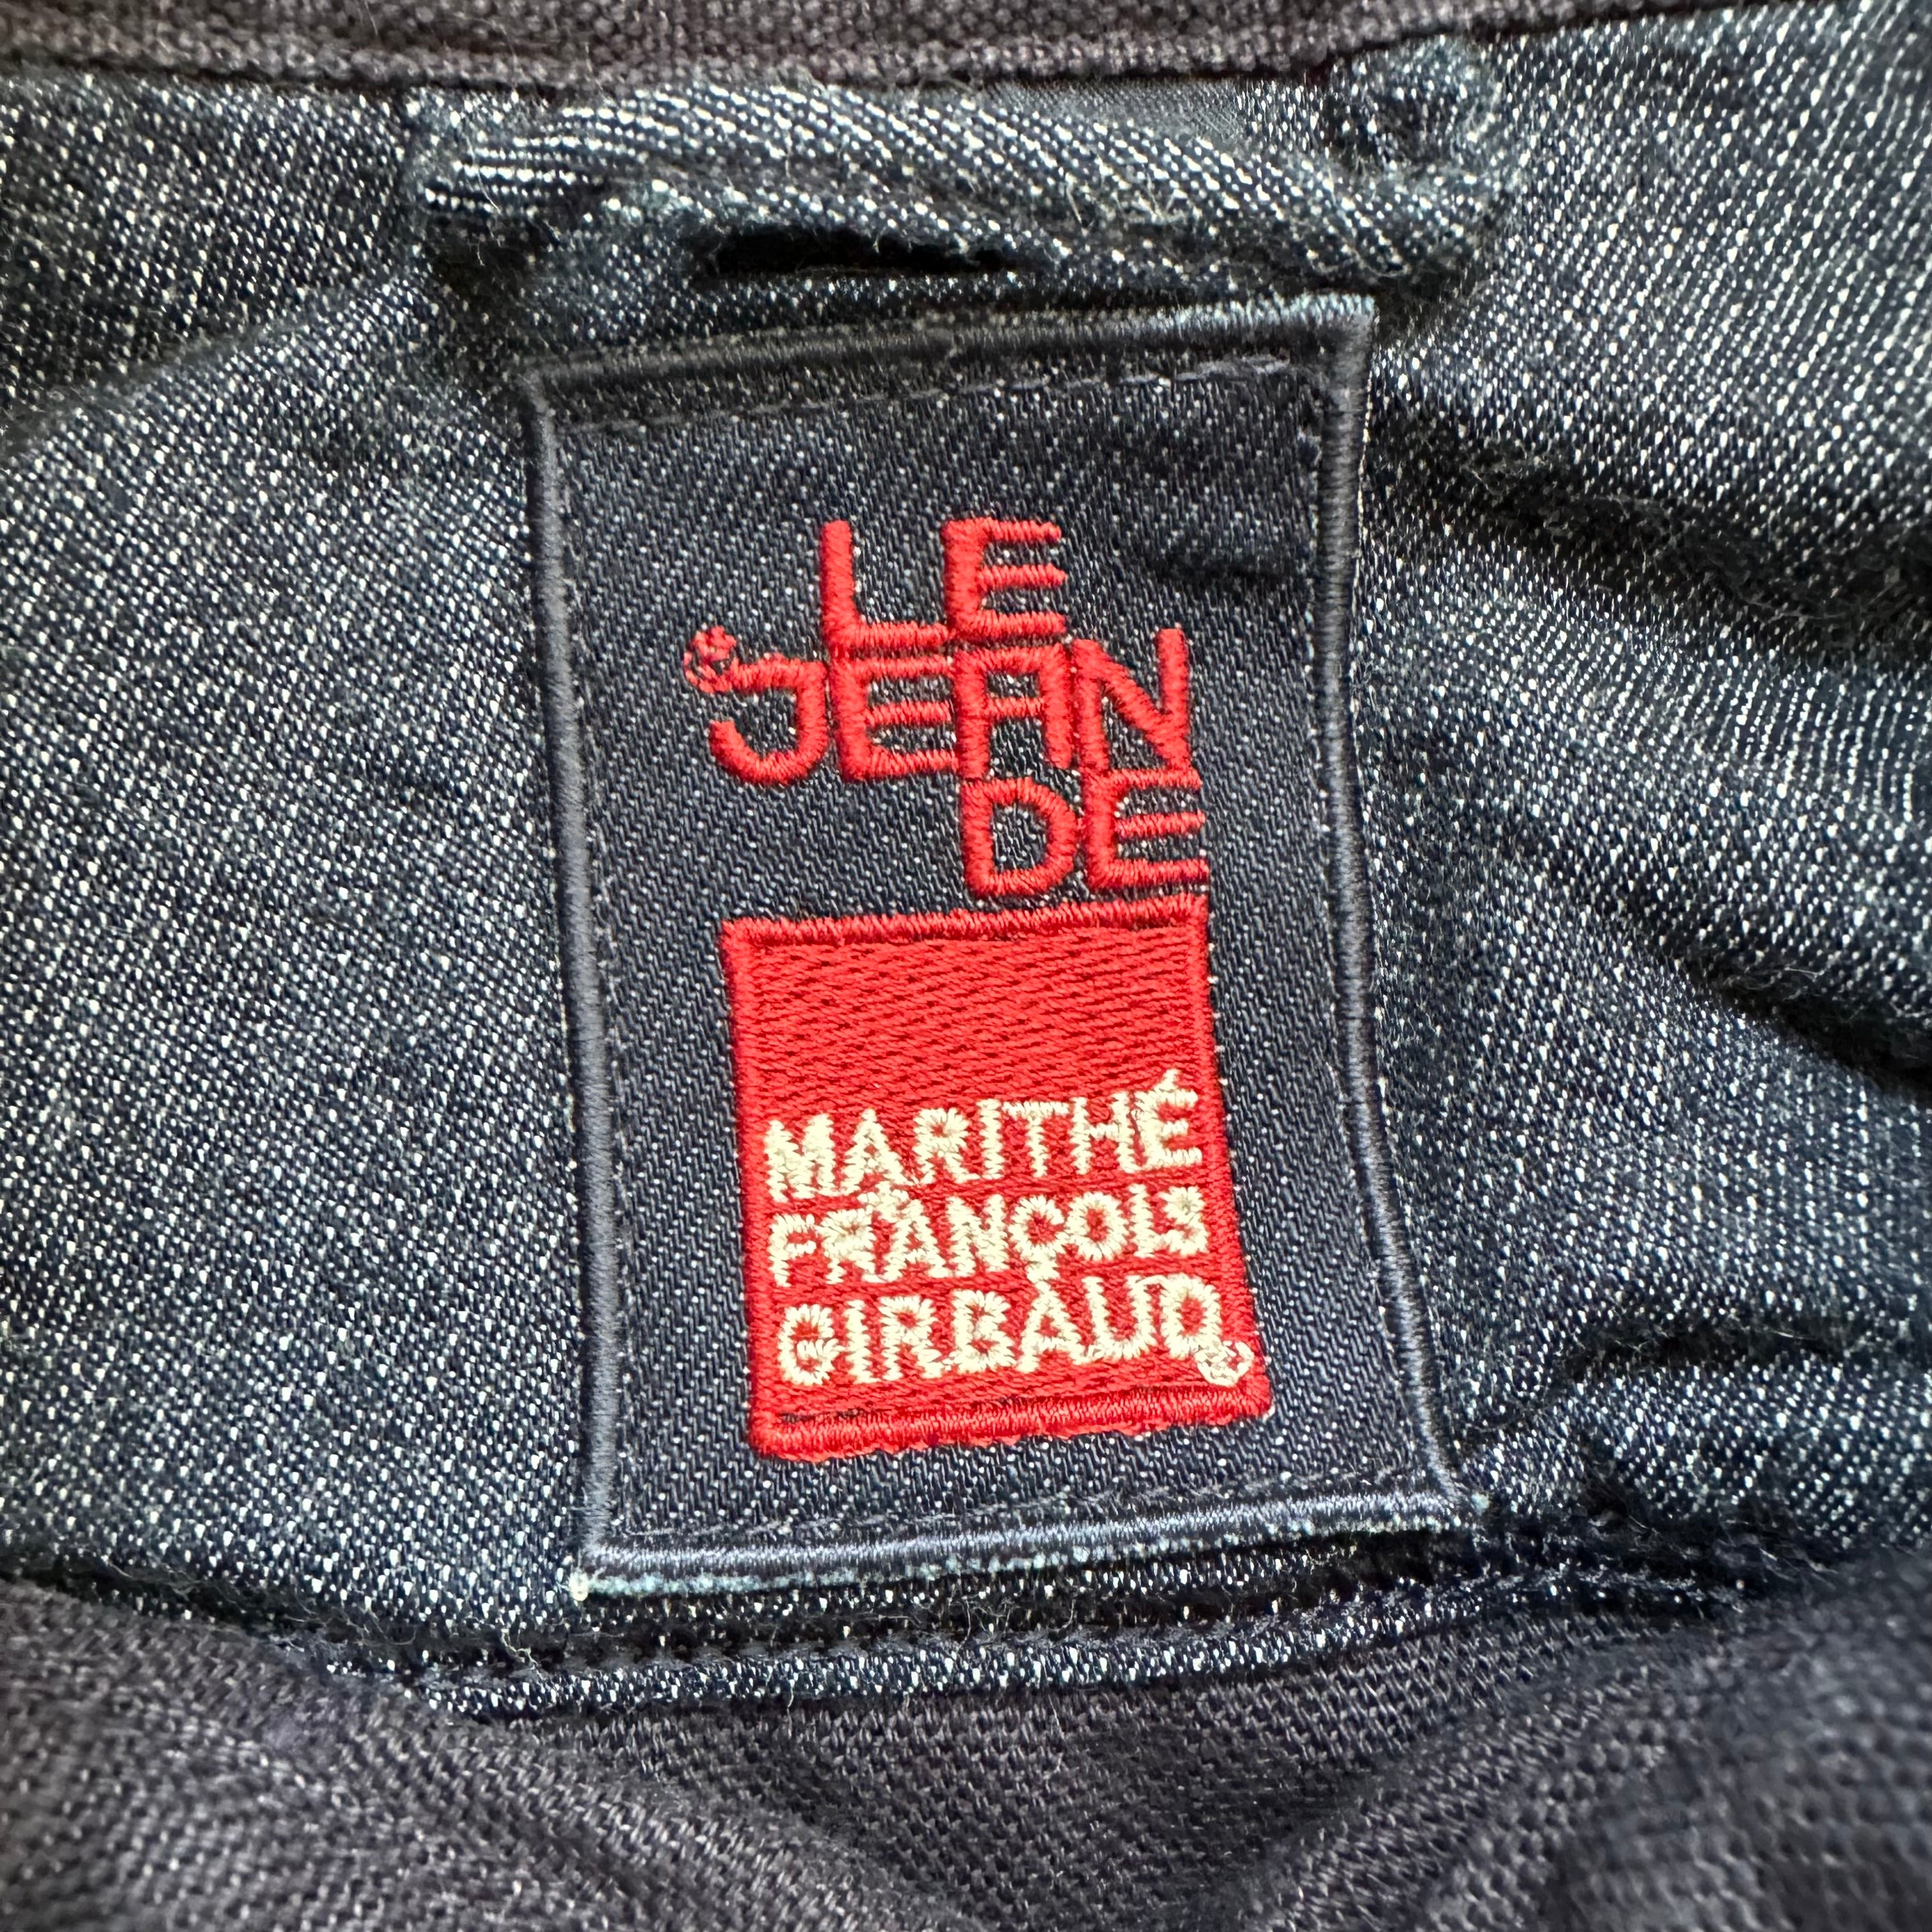 LE
JEAN
DE
MARITHÉ
FRANÇOIS
GIRBAUD